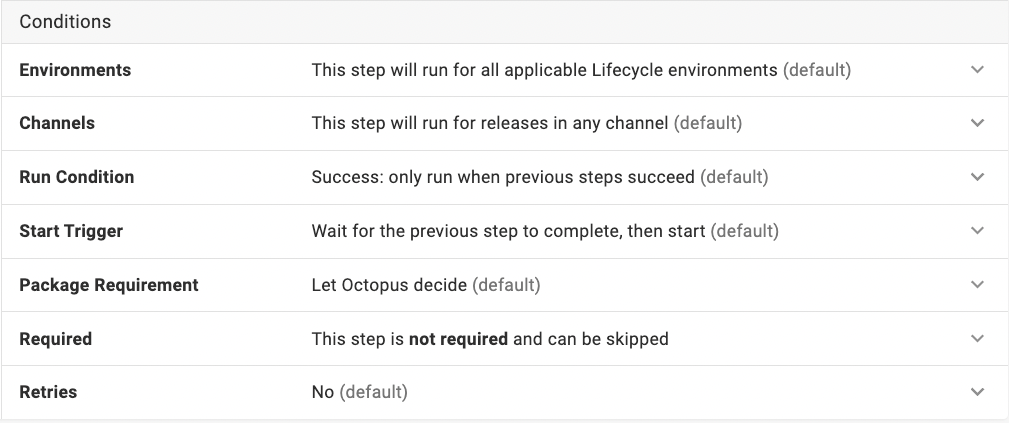 Conditions
Environments This step will run for all applicable Lifecycle environments (default)
Channels This step will run for releases in any channel (default)
Run Condition Success: only run when previous steps succeed (default)
Start Trigger Wait for the previous step to complete, then start (default)
Package Requirement Let Octopus decide (default)
Required This step is not required and can be skipped
Retries No (default)